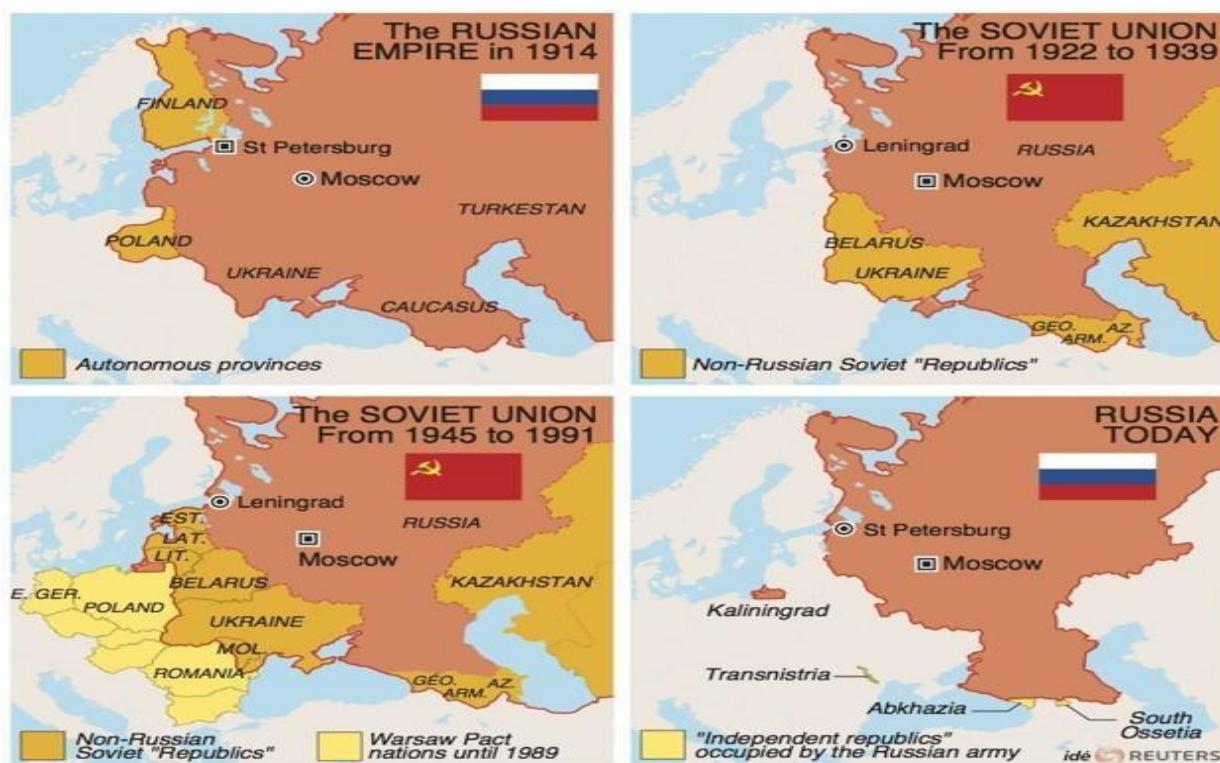 The RUSSIAN
EMPIRE in 1914
FINLAND
St Petersburg
Moscow
TURKESTAN
POLAND
UKRAINE
CAUCASUS
Autonomous provinces
The SOVIET UNION
From 1922 to 1939
Leningrad
RUSSIA
Moscow
KAZAKHSTAN
BELARUS
UKRAINE
GEO.
AZ.
ARM.
Non-Russian Soviet "Republics"
The SOVIET UNION
From 1945 to 1991
Leningrad
EST.
RUSSIA
LAT.
Moscow
LIT.
BELARUS
KAZAKHSTAN
E. GER.
POLAND
UKRAINE
MOL.
ROMANIA
GÉO.
AZ.
ARM.
Non-Russian
Soviet "Republics"
Warsaw Pact
nations until 1989
RUSSIA
TODAY
St Petersburg
Moscow
Kaliningrad
Transnistria
Abkhazia
South
Ossetia
"Independent republics"
occupied by the Russian army
idé REUTERS